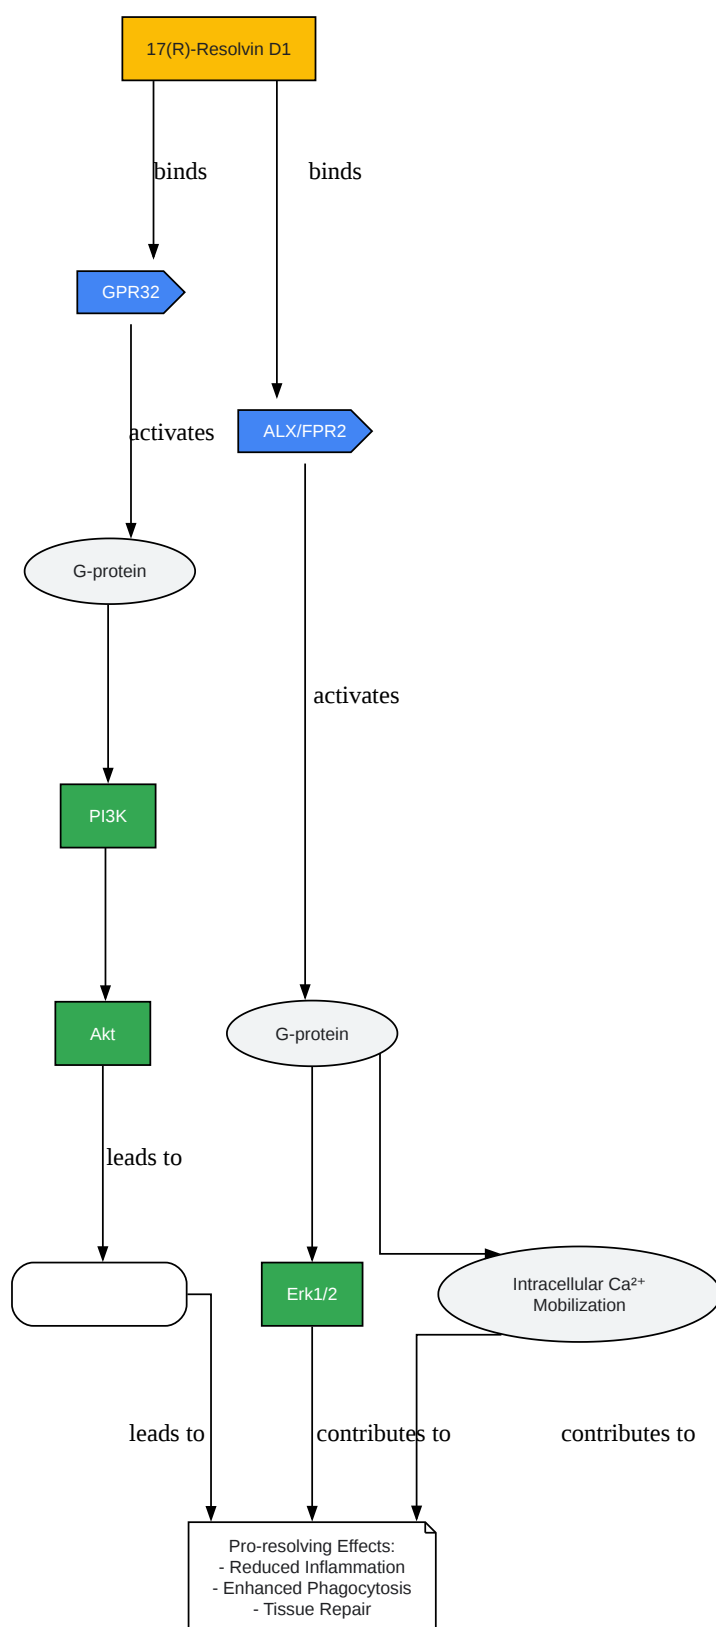 17(R)-Resolvin D1
binds
binds
GPR32
activates
ALX/FPR2
G-protein
activates
PI3K
Akt
G-protein
leads to
Erk1/2
Intracellular Ca²⁺
Mobilization
leads to
contributes to
contributes to
Pro-resolving Effects:
- Reduced Inflammation
- Enhanced Phagocytosis
- Tissue Repair